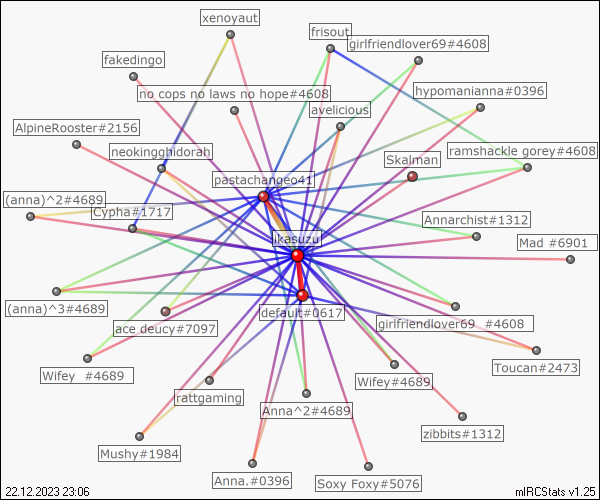 xenoyaut
frisout
girlfriendlover69#4608
fakedingo
no cops no laws no hope#4608
hypomanianna#0396
avelicious
AlpineRooster#2156
neokingghidorah
ramshackle gorey#4608
Skalman
pastachangeo41
(anna)^2#4689
Cypha#1717
Annarchist#1312
ikasuzu
Mad #6901
(anna)^3#4689
default#0617
ace deucy#7097
girlfriendlover69 #4608
Toucan#2473
Wifey #4689
Wifey#4689
rattgaming
Anna^2#4689
zibbits#1312
Mushy#1984
Anna.#0396
Soxy Foxy#5076
22.12.2023 23:06
mIRCStats v1.25